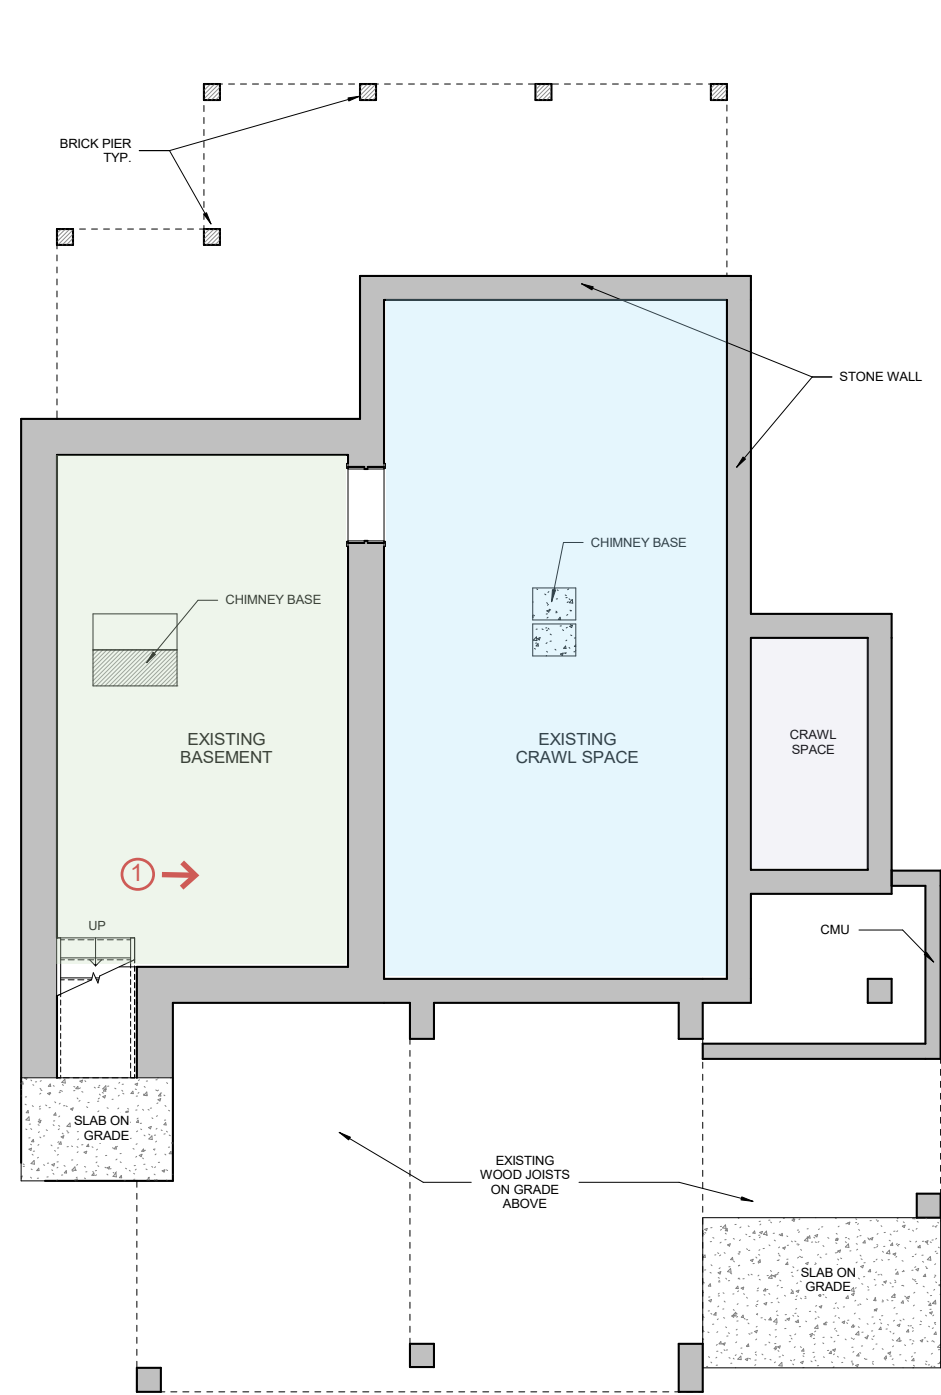 BRICK PIER
TYP.
STONE WALL
CHIMNEY BASE
CHIMNEY BASE
EXISTING
BASEMENT
EXISTING
CRAWL SPACE
CRAWL
SPACE
1
UP
CMU
SLAB ON
GRADE
EXISTING
WOOD JOISTS
ON GRADE
ABOVE
SLAB ON
GRADE